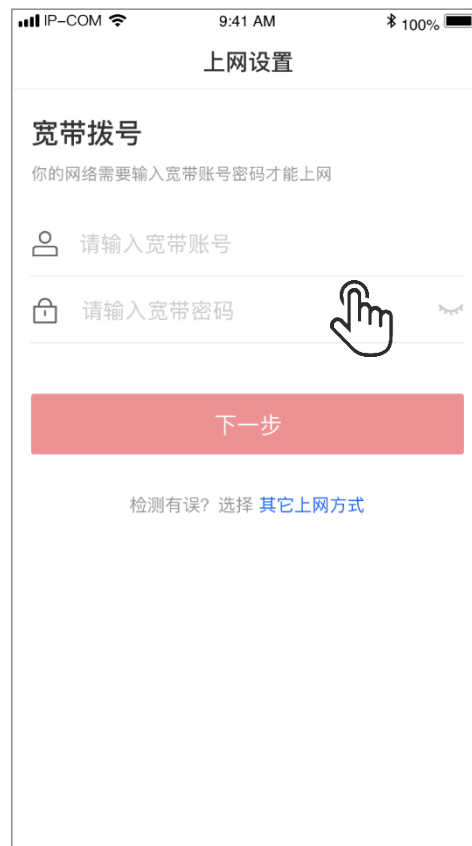 IP-COM 9:41 AM 100%
上网设置
宽带拨号
你的网络需要输入宽带账号密码才能上网
请输入宽带账号
请输入宽带密码
下一步
检测有误？选择 其它上网方式